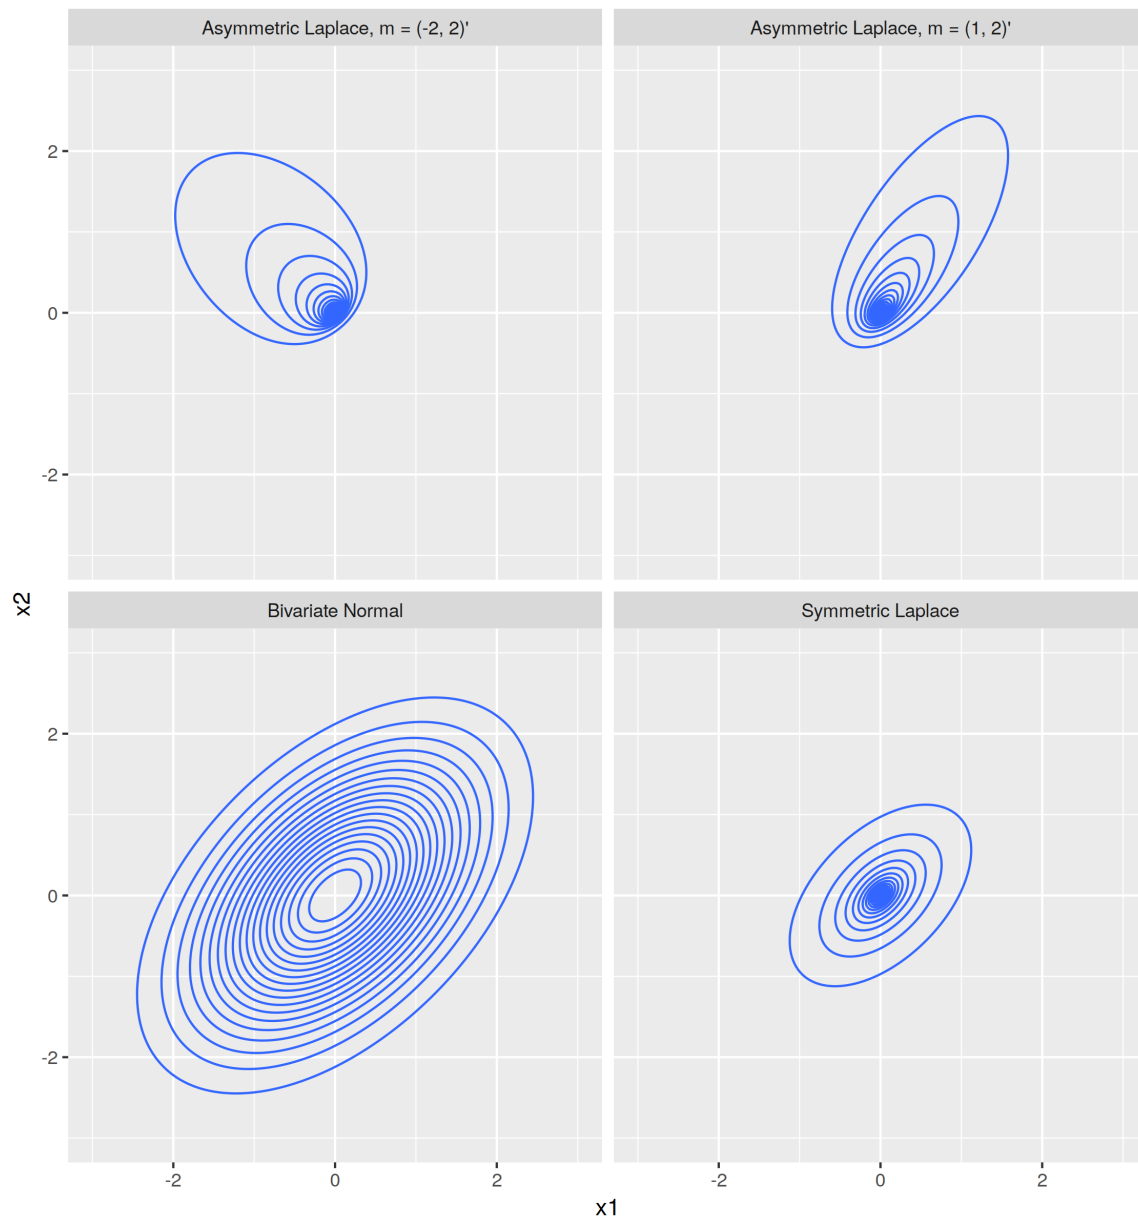 Asymmetric Laplace, m = (-2, 2)'
Asymmetric Laplace, m = (1, 2)'
2
0
-2
x2
Bivariate Normal
Symmetric Laplace
2
0
-2
-2 0 2
-2 0 2
x1